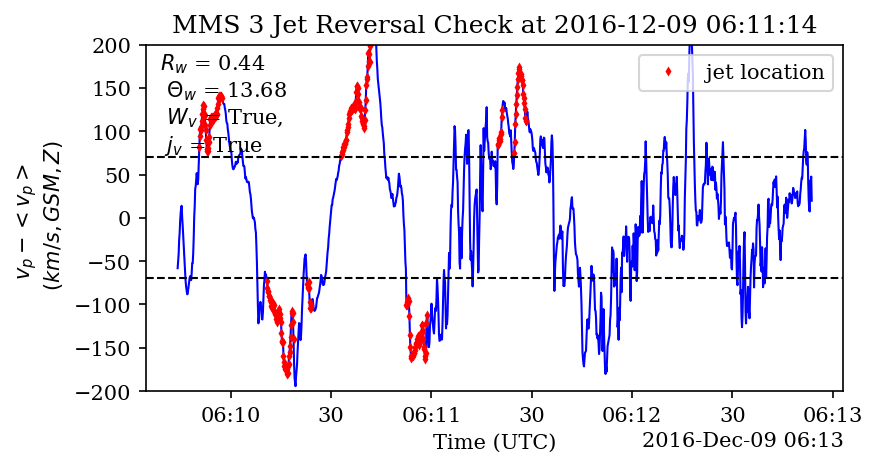 MMS 3 Jet Reversal Check at 2016-12-09 06:11:14
R_w = 0.44
Θ_w = 13.68
W_v = True,
j_v = True
jet location
v_p − < v_p >
(km/s, GSM, Z)
200
150
100
50
0
−50
−100
−150
−200
06:10 30 06:11 30 06:12 30 06:13
Time (UTC)
2016-Dec-09 06:13